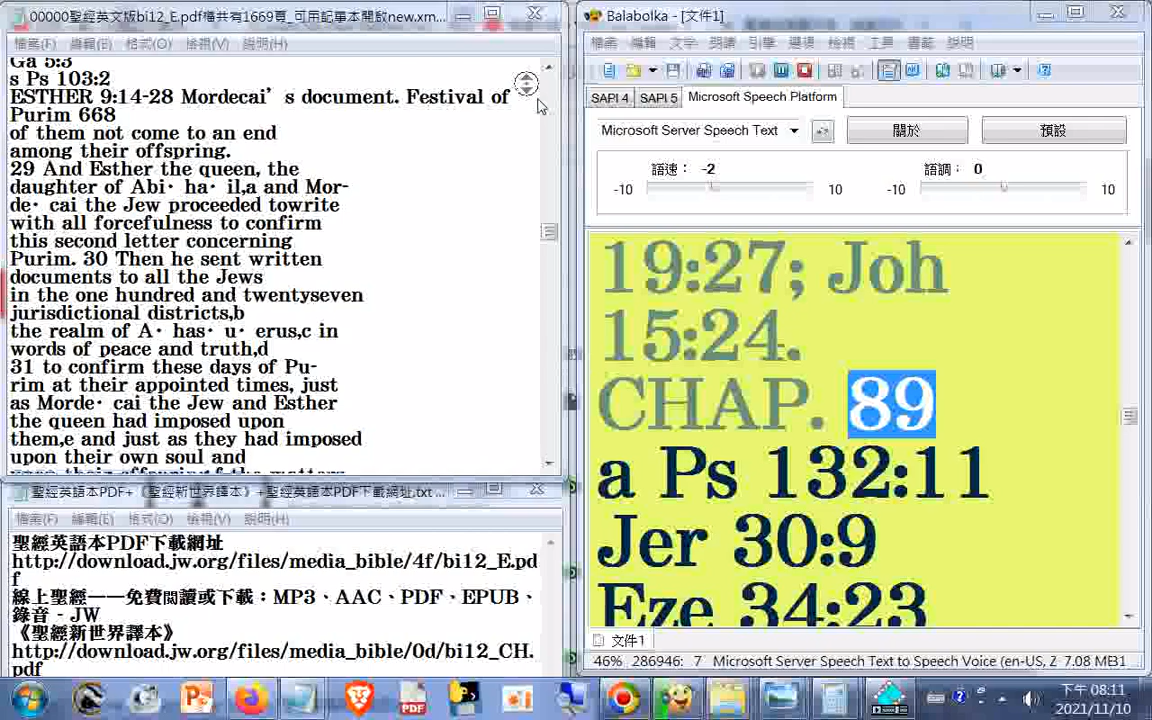 00000聖經英文版bi12_E.pdf檔共有1669頁_可用記事本開啟new.xm...
檔案(F) 編輯(E) 格式(O) 檢視(V) 說明(H)
Ga 5:3
s Ps 103:2
ESTHER 9:14-28 Mordecai’s document. Festival of
Purim 668
of them not come to an end
among their offspring.
29 And Esther the queen, the
daughter of Abi·ha·il,a and Mor-
de·cai the Jew proceeded towrite
with all forcefulness to confirm
this second letter concerning
Purim. 30 Then he sent written
documents to all the Jews
in the one hundred and twentyseven
jurisdictional districts,b
the realm of A·has·u·erus,c in
words of peace and truth,d
31 to confirm these days of Pu-
rim at their appointed times, just
as Morde·cai the Jew and Esther
the queen had imposed upon
them,e and just as they had imposed
upon their own soul and
聖經英語本PDF+《聖經新世界譯本》+聖經英語本PDF下載網址.txt ...
檔案(F) 編輯(E) 格式(O) 檢視(V) 說明(H)
聖經英語本PDF下載網址
http://download.jw.org/files/media_bible/4f/bi12_E.pd
f
線上聖經——免費閱讀或下載：MP3、AAC、PDF、EPUB、
錄音 - JW
《聖經新世界譯本》
http://download.jw.org/files/media_bible/0d/bi12_CH.
pdf
Balabolka - [文件1]
檔案 編輯 文字 朗讀 引擎 選項 檢視 工具 書籤 說明
SAPI 4 SAPI 5 Microsoft Speech Platform
Microsoft Server Speech Text 關於 預設
語速： -2 語調： 0
-10 10 -10 10
19:27; Joh
15:24.
CHAP. 89
a Ps 132:11
Jer 30:9
Eze 34:23
文件1
46% 286946: 7 Microsoft Server Speech Text to Speech Voice (en-US, Z 7.08 MB1
下午 08:11
2021/11/10